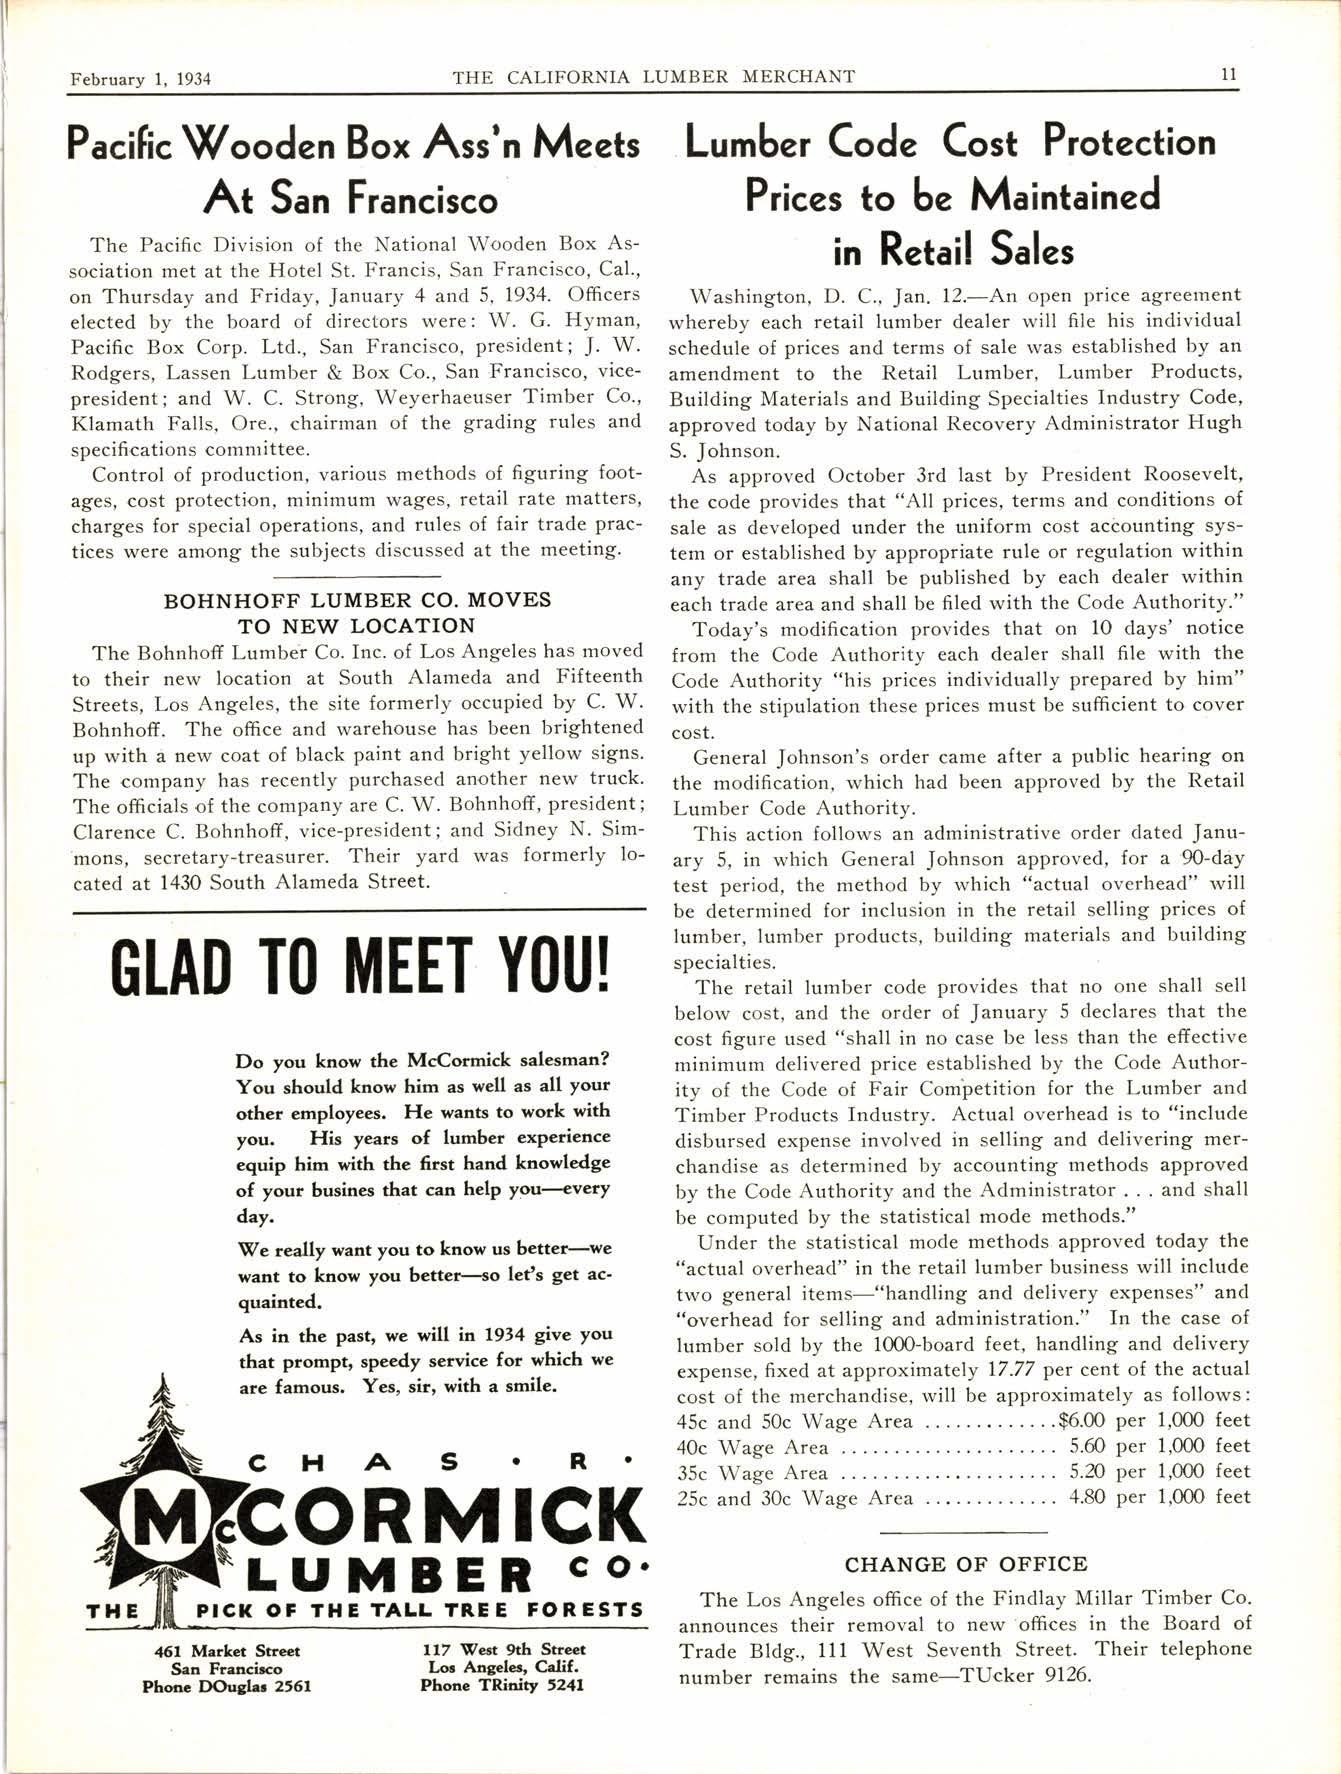 February 1, 1934
THE CALIFORNIA LUMBER MERCHANT
11
Pacific Wooden Box Ass'n Meets
At San Francisco
The Pacific Division of the National Wooden Box As-
sociation met at the Hotel St. Francis, San Francisco, Cal.,
on Thursday and Friday, January 4 and 5, 1934. Officers
elected by the board of directors were: W. G. Hyman,
Pacific Box Corp. Ltd., San Francisco, president; J. W.
Rodgers, Lassen Lumber & Box Co., San Francisco, vice-
president; and W. C. Strong, Weyerhaeuser Timber Co.,
Klamath Falls, Ore., chairman of the grading rules and
specifications committee.
Control of production, various methods of figuring foot-
ages, cost protection, minimum wages, retail rate matters,
charges for special operations, and rules of fair trade prac-
tices were among the subjects discussed at the meeting.
BOHNHOFF LUMBER CO. MOVES
TO NEW LOCATION
The Bohnhoff Lumber Co. Inc. of Los Angeles has moved
to their new location at South Alameda and Fifteenth
Streets, Los Angeles, the site formerly occupied by C. W.
Bohnhoff. The office and warehouse has been brightened
up with a new coat of black paint and bright yellow signs.
The company has recently purchased another new truck.
The officials of the company are C. W. Bohnhoff, president;
Clarence C. Bohnhoff, vice-president; and Sidney N. Sim-
mons, secretary-treasurer. Their yard was formerly lo-
cated at 1430 South Alameda Street.
GLAD TO MEET YOU!
Do you know the McCormick salesman?
You should know him as well as all your
other employees. He wants to work with
you. His years of lumber experience
equip him with the first hand knowledge
of your busines that can help you—every
day.
We really want you to know us better—we
want to know you better—so let's get ac-
quainted.
As in the past, we will in 1934 give you
that prompt, speedy service for which we
are famous. Yes, sir, with a smile.
CHAS. R.
McCORMICK
LUMBER CO.
THE PICK OF THE TALL TREE FORESTS
461 Market Street
San Francisco
Phone DOuglas 2561
117 West 9th Street
Los Angeles, Calif.
Phone TRinity 5241
Lumber Code Cost Protection
Prices to be Maintained
in Retail Sales
Washington, D. C., Jan. 12.—An open price agreement
whereby each retail lumber dealer will file his individual
schedule of prices and terms of sale was established by an
amendment to the Retail Lumber, Lumber Products,
Building Materials and Building Specialties Industry Code,
approved today by National Recovery Administrator Hugh
S. Johnson.
As approved October 3rd last by President Roosevelt,
the code provides that "All prices, terms and conditions of
sale as developed under the uniform cost accounting sys-
tem or established by appropriate rule or regulation within
any trade area shall be published by each dealer within
each trade area and shall be filed with the Code Authority."
Today's modification provides that on 10 days' notice
from the Code Authority each dealer shall file with the
Code Authority "his prices individually prepared by him"
with the stipulation these prices must be sufficient to cover
cost.
General Johnson's order came after a public hearing on
the modification, which had been approved by the Retail
Lumber Code Authority.
This action follows an administrative order dated Janu-
ary 5, in which General Johnson approved, for a 90-day
test period, the method by which "actual overhead" will
be determined for inclusion in the retail selling prices of
lumber, lumber products, building materials and building
specialties.
The retail lumber code provides that no one shall sell
below cost, and the order of January 5 declares that the
cost figure used "shall in no case be less than the effective
minimum delivered price established by the Code Author-
ity of the Code of Fair Competition for the Lumber and
Timber Products Industry. Actual overhead is to "include
disbursed expense involved in selling and delivering mer-
chandise as determined by accounting methods approved
by the Code Authority and the Administrator . . . and shall
be computed by the statistical mode methods."
Under the statistical mode methods approved today the
"actual overhead" in the retail lumber business will include
two general items—"handling and delivery expenses" and
"overhead for selling and administration." In the case of
lumber sold by the 1000-board feet, handling and delivery
expense, fixed at approximately 17.77 per cent of the actual
cost of the merchandise, will be approximately as follows:
45c and 50c Wage Area .............$6.00 per 1,000 feet
40c Wage Area ..................... 5.60 per 1,000 feet
35c Wage Area ..................... 5.20 per 1,000 feet
25c and 30c Wage Area ............. 4.80 per 1,000 feet
CHANGE OF OFFICE
The Los Angeles office of the Findlay Millar Timber Co.
announces their removal to new offices in the Board of
Trade Bldg., 111 West Seventh Street. Their telephone
number remains the same—TUcker 9126.